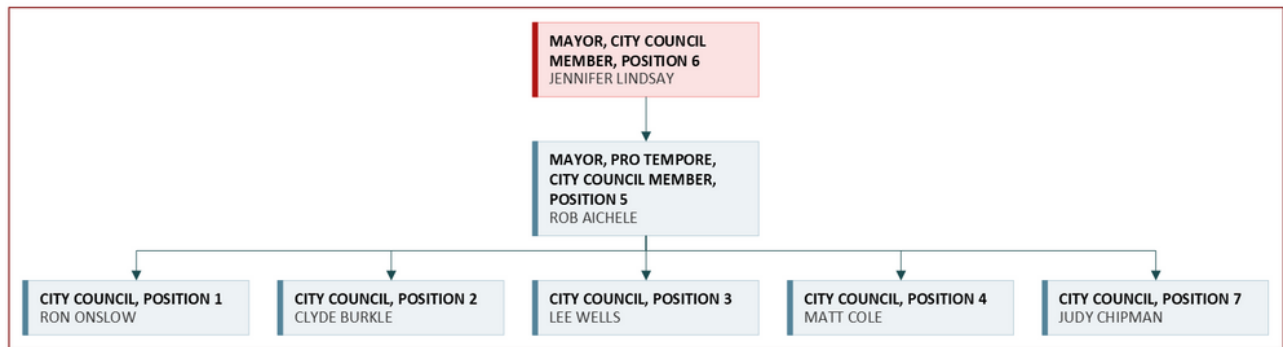 MAYOR, CITY COUNCIL
MEMBER, POSITION 6
JENNIFER LINDSAY
MAYOR, PRO TEMPORE,
CITY COUNCIL MEMBER,
POSITION 5
ROB AICHELE
CITY COUNCIL, POSITION 1
RON ONSLOW
CITY COUNCIL, POSITION 2
CLYDE BURKLE
CITY COUNCIL, POSITION 3
LEE WELLS
CITY COUNCIL, POSITION 4
MATT COLE
CITY COUNCIL, POSITION 7
JUDY CHIPMAN